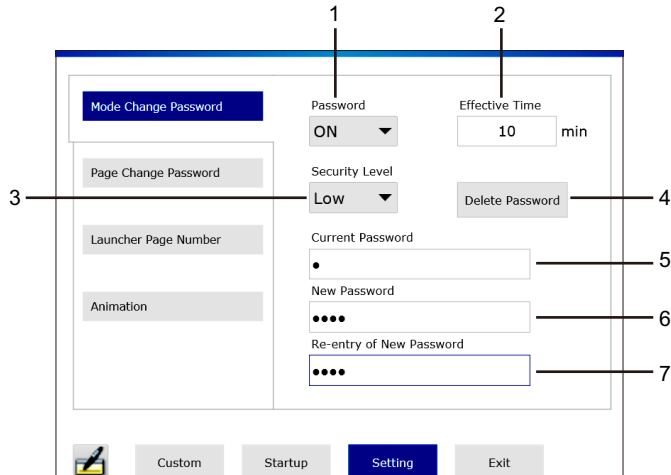 1 2
Mode Change Password
Password
Effective Time
ON
10 min
Page Change Password
Security Level
3
Low
Delete Password
4
Launcher Page Number
Current Password
●
5
New Password
Animation
●●●●
6
Re-entry of New Password
●●●●
7
Custom Startup Setting Exit